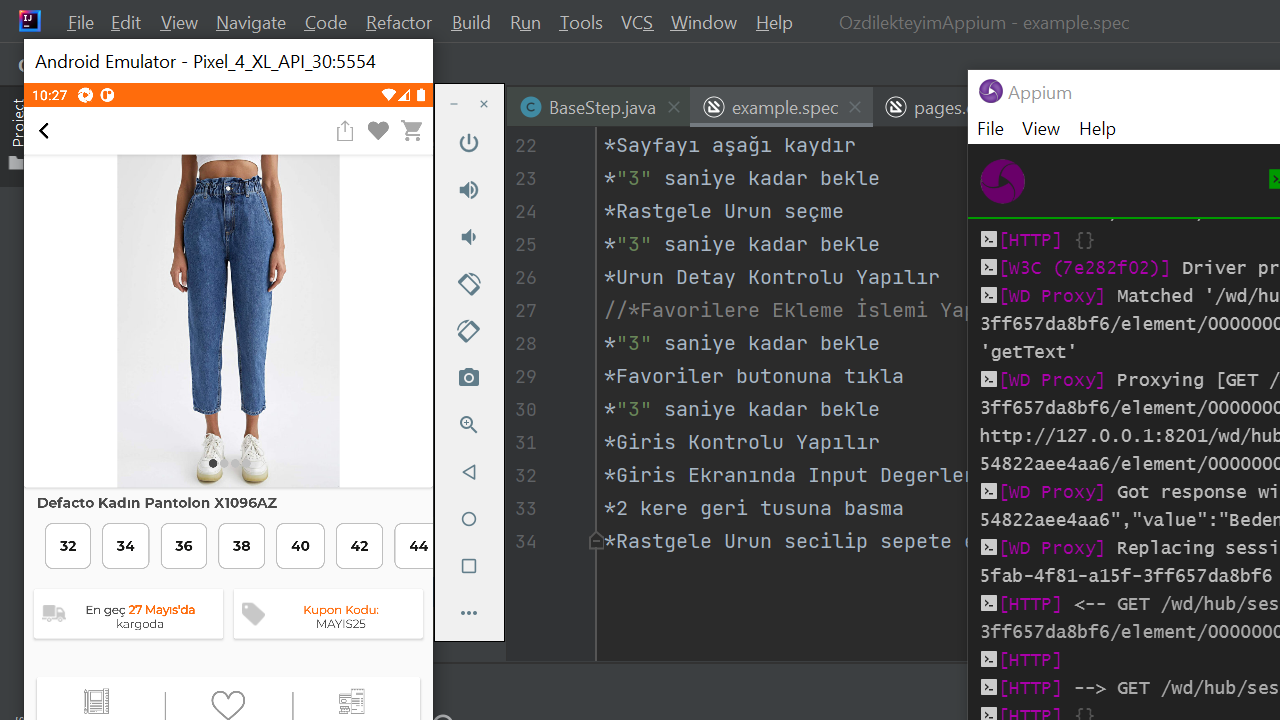 File Edit View Navigate Code Refactor Build Run Tools VCS Window Help OzdilekteyimAppium - example.spec
Android Emulator - Pixel_4_XL_API_30:5554
10:27
Project
Defacto Kadın Pantolon X1096AZ
32 34 36 38 40 42 44
En geç 27 Mayıs'da
kargoda
Kupon Kodu:
MAYIS25
BaseStep.java example.spec pages.
22 *Sayfayı aşağı kaydır
23 *"3" saniye kadar bekle
24 *Rastgele Urun seçme
25 *"3" saniye kadar bekle
26 *Urun Detay Kontrolu Yapılır
27 //*Favorilere Ekleme İslemi Yap
28 *"3" saniye kadar bekle
29 *Favoriler butonuna tıkla
30 *"3" saniye kadar bekle
31 *Giris Kontrolu Yapılır
32 *Giris Ekranında Input Degerler
33 *2 kere geri tusuna basma
34 *Rastgele Urun secilip sepete
Appium
File View Help
[HTTP] {}
[W3C (7e282f02)] Driver pr
[WD Proxy] Matched '/wd/hu
3ff657da8bf6/element/0000000
'getText'
[WD Proxy] Proxying [GET /
3ff657da8bf6/element/0000000
http://127.0.0.1:8201/wd/hub
54822aee4aa6/element/0000000
[WD Proxy] Got response wi
54822aee4aa6","value":"Beden
[WD Proxy] Replacing sessi
5fab-4f81-a15f-3ff657da8bf6
[HTTP] <-- GET /wd/hub/ses
3ff657da8bf6/element/0000000
[HTTP]
[HTTP] --> GET /wd/hub/ses
[HTTP] {}